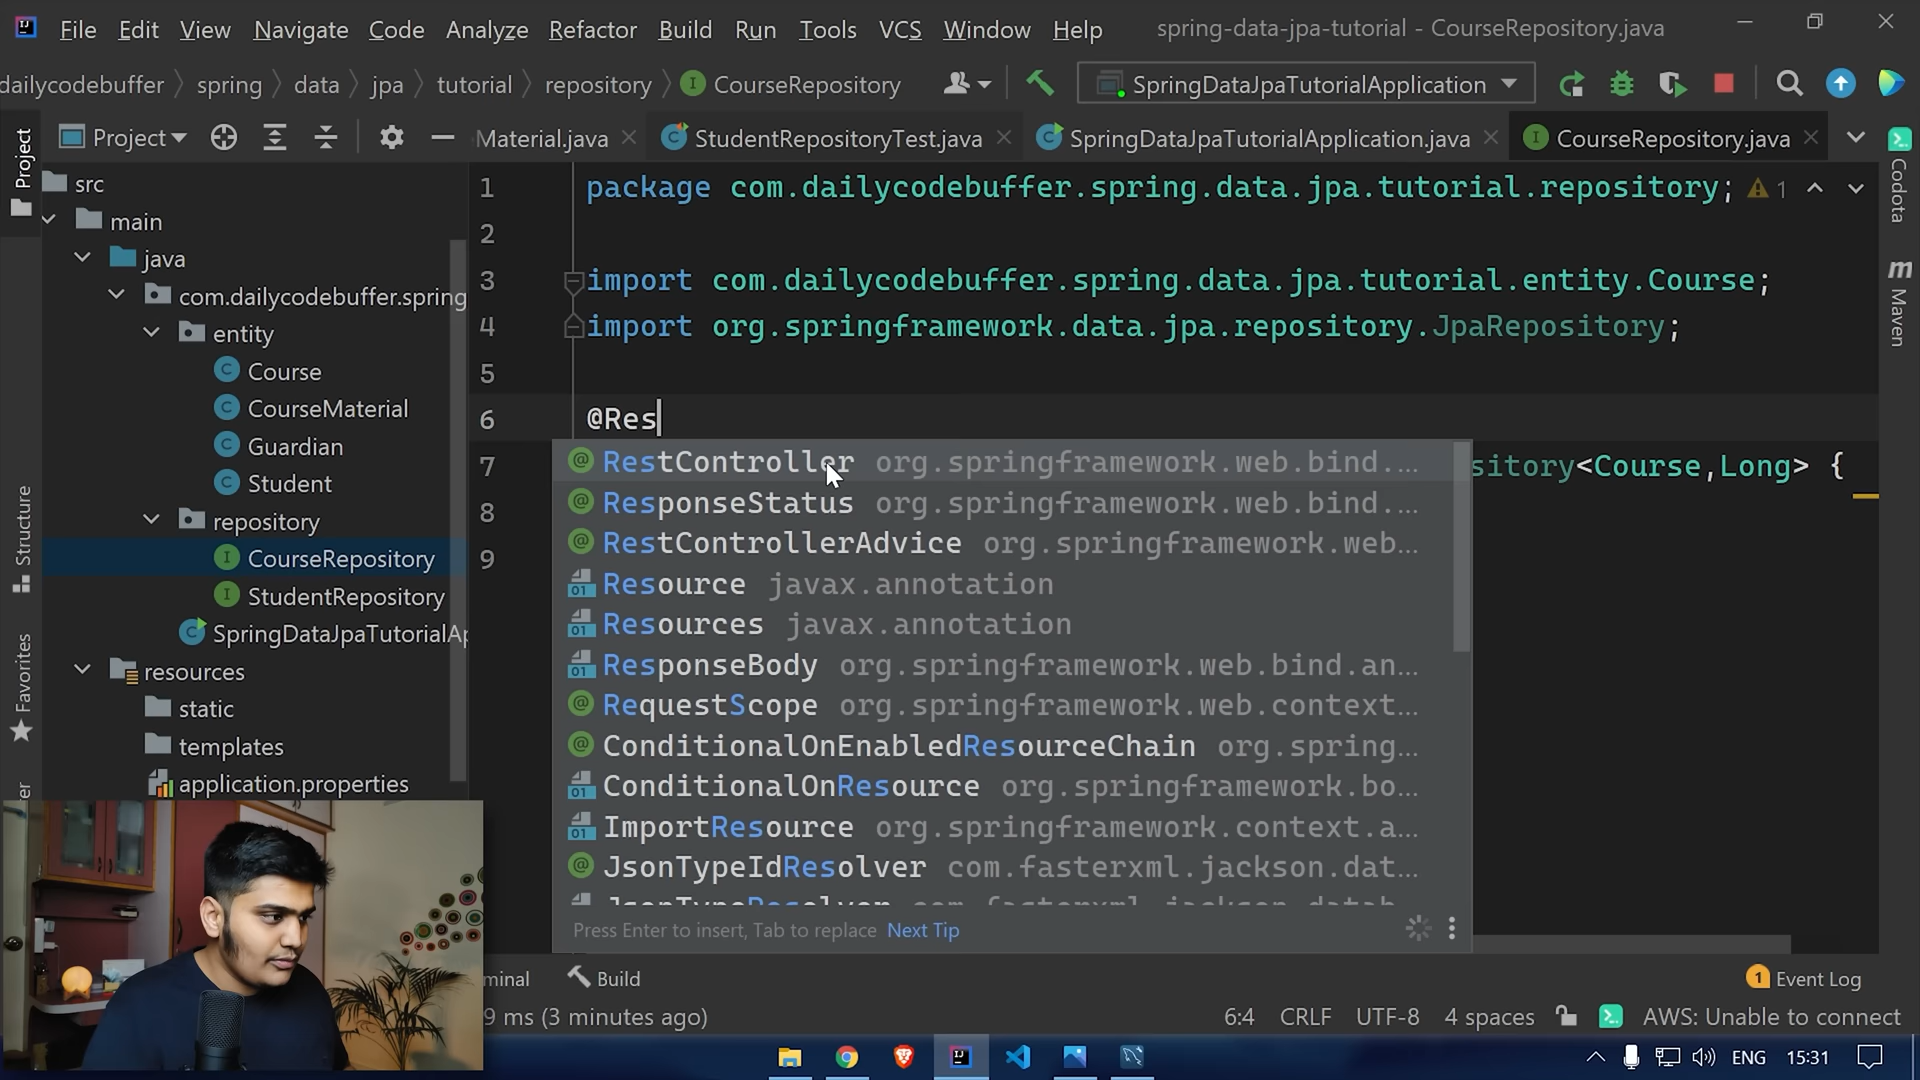 File Edit View Navigate Code Analyze Refactor Build Run Tools VCS Window Help spring-data-jpa-tutorial - CourseRepository.java
dailycodebuffer spring data jpa tutorial repository CourseRepository SpringDataJpaTutorialApplication
Project Material.java StudentRepositoryTest.java SpringDataJpaTutorialApplication.java CourseRepository.java
Project
Structure
Favorites
src
main
java
com.dailycodebuffer.spring
entity
Course
CourseMaterial
Guardian
Student
repository
CourseRepository
StudentRepository
SpringDataJpaTutorialAp
resources
static
templates
application.properties
1 package com.dailycodebuffer.spring.data.jpa.tutorial.repository; 1
2
3 import com.dailycodebuffer.spring.data.jpa.tutorial.entity.Course;
4 import org.springframework.data.jpa.repository.JpaRepository;
5
6 @Res
7 sitory<Course,Long> {
8
9
RestController org.springframework.web.bind....
ResponseStatus org.springframework.web.bind....
RestControllerAdvice org.springframework.web...
Resource javax.annotation
Resources javax.annotation
ResponseBody org.springframework.web.bind.an...
RequestScope org.springframework.web.context...
ConditionalOnEnabledResourceChain org.spring...
ConditionalOnResource org.springframework.bo...
ImportResource org.springframework.context.a...
JsonTypeIdResolver com.fasterxml.jackson.dat...
Press Enter to insert, Tab to replace Next Tip
Codota
Maven
minal Build Event Log
9 ms (3 minutes ago) 6:4 CRLF UTF-8 4 spaces AWS: Unable to connect
ENG 15:31